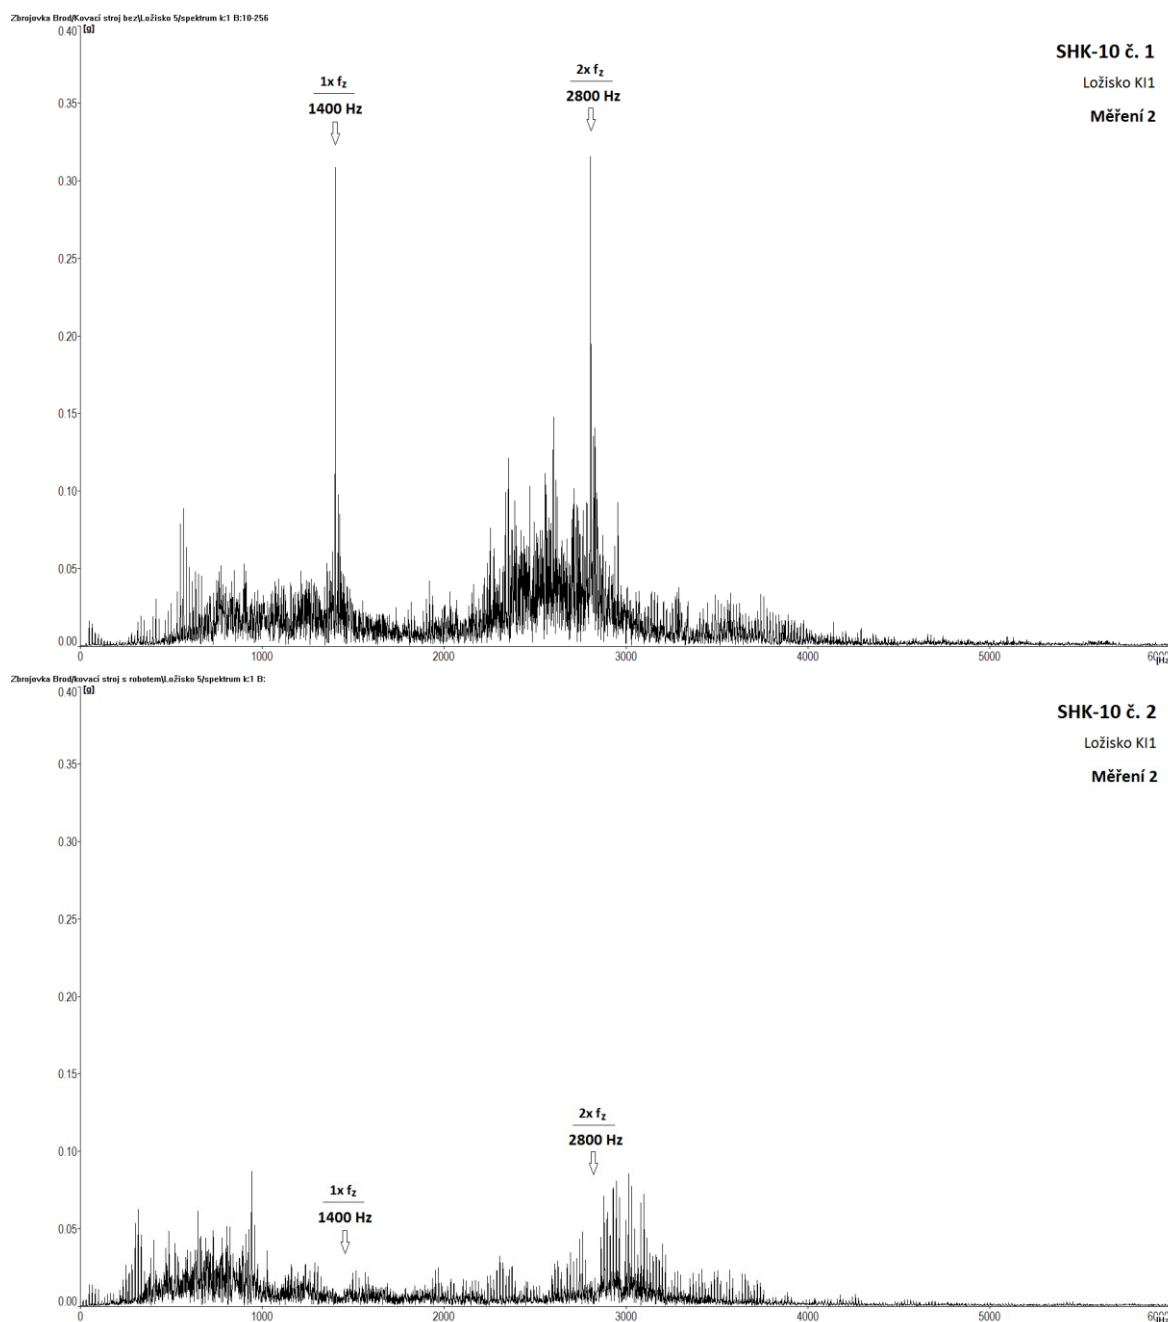 Zbrojovka Brod/Kovací stroj bez\Ložisko 5/spektrum k:1 B:10-256
[g]
SHK-10 č. 1
Ložisko KI1
Měření 2
1x fz
1400 Hz
2x fz
2800 Hz
0.40
0.35
0.30
0.25
0.20
0.15
0.10
0.05
0.00
0 1000 2000 3000 4000 5000 6000
[Hz
Zbrojovka Brod/kovací stroj s robotem\Ložisko 5/spektrum k:1 B:
[g]
SHK-10 č. 2
Ložisko KI1
Měření 2
2x fz
2800 Hz
1x fz
1400 Hz
0.40
0.35
0.30
0.25
0.20
0.15
0.10
0.05
0.00
0 1000 2000 3000 4000 5000 6000
[Hz